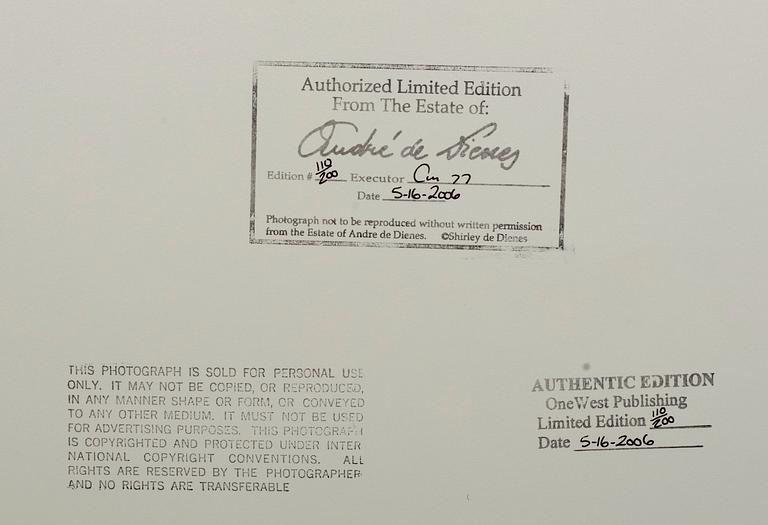 Authorized Limited Edition
From The Estate of:
André de Dienes
Edition # 110/200 Executor
Date 5-16-2006
Photograph not to be reproduced without written permission
from the Estate of Andre de Dienes. ©Shirley de Dienes
THIS PHOTOGRAPH IS SOLD FOR PERSONAL USE
ONLY. IT MAY NOT BE COPIED, OR REPRODUCED,
IN ANY MANNER SHAPE OR FORM, OR CONVEYED
TO ANY OTHER MEDIUM. IT MUST NOT BE USED
FOR ADVERTISING PURPOSES. THIS PHOTOGRAPH
IS COPYRIGHTED AND PROTECTED UNDER INTER
NATIONAL COPYRIGHT CONVENTIONS. ALL
RIGHTS ARE RESERVED BY THE PHOTOGRAPHER
AND NO RIGHTS ARE TRANSFERABLE
AUTHENTIC EDITION
OneWest Publishing
Limited Edition 110/200
Date 5-16-2006